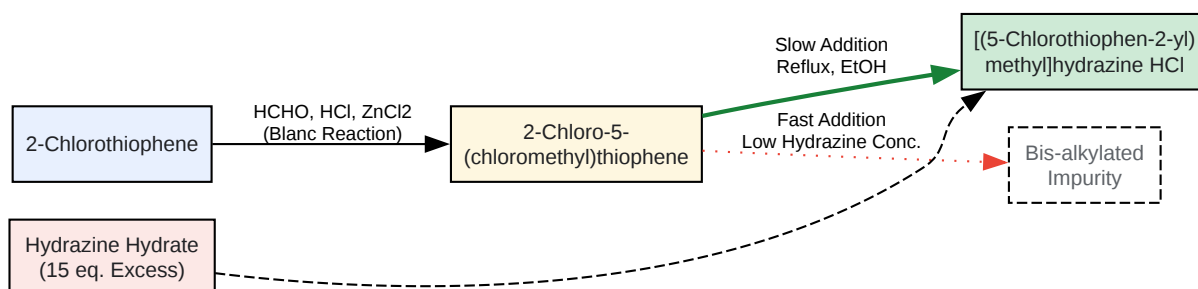 2-Chlorothiophene
HCHO, HCl, ZnCl2
(Blanc Reaction)
2-Chloro-5-
(chloromethyl)thiophene
Slow Addition
Reflux, EtOH
[(5-Chlorothiophen-2-yl)
methyl]hydrazine HCl
Fast Addition
Low Hydrazine Conc.
Bis-alkylated
Impurity
Hydrazine Hydrate
(15 eq. Excess)